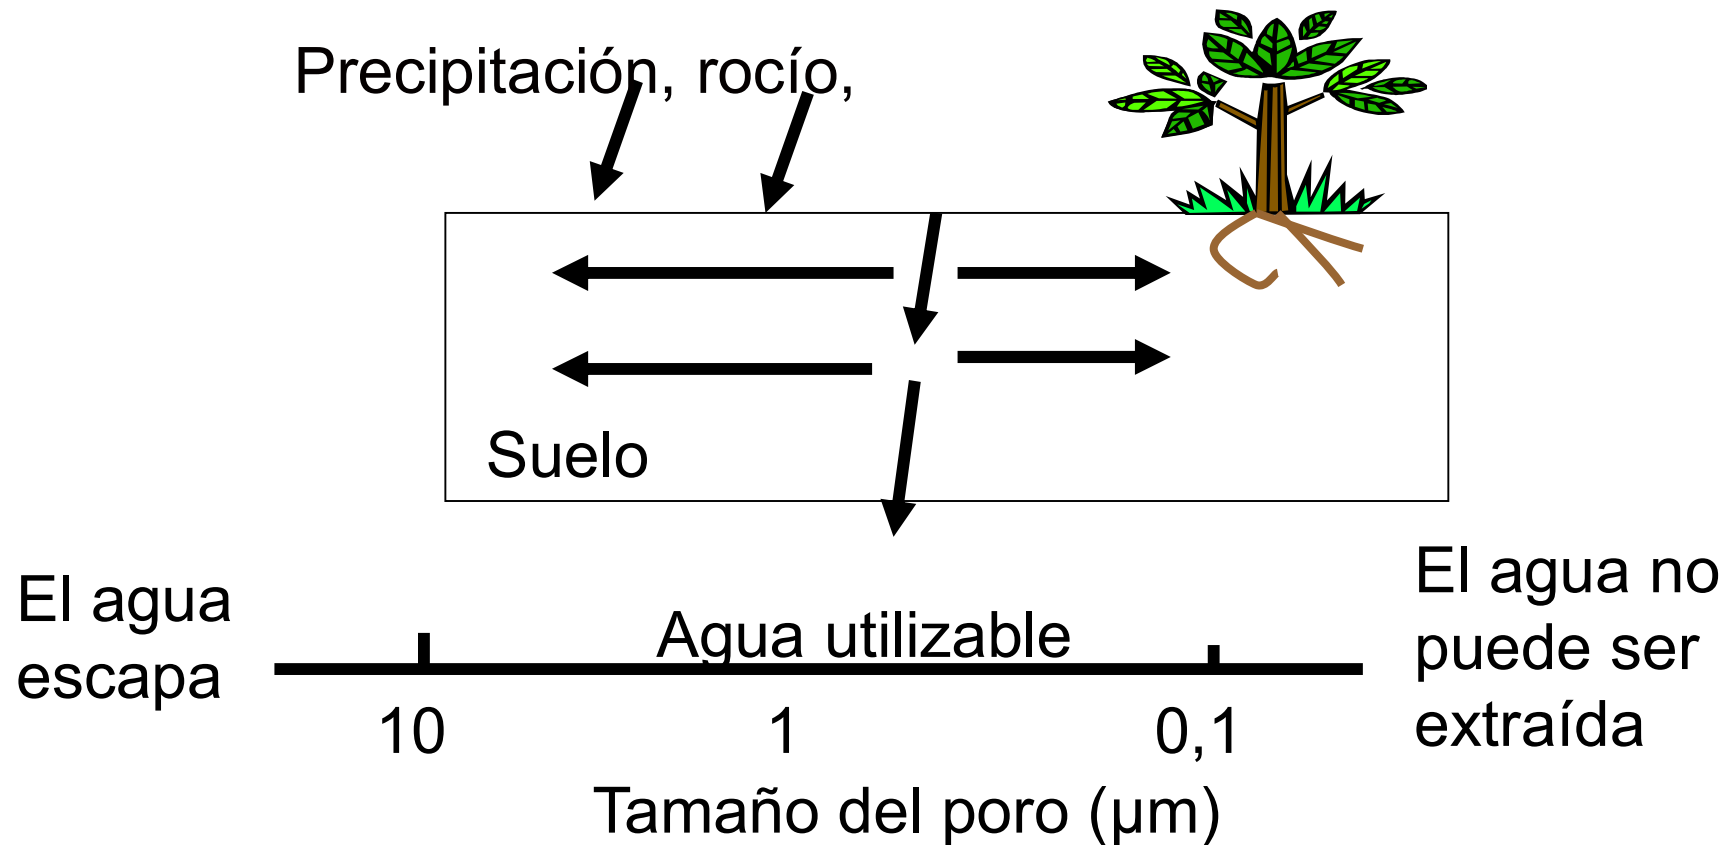 Precipitación, rocío,
Suelo
El agua
escapa
Agua utilizable
El agua no
puede ser
extraída
10 1 0,1
Tamaño del poro (µm)